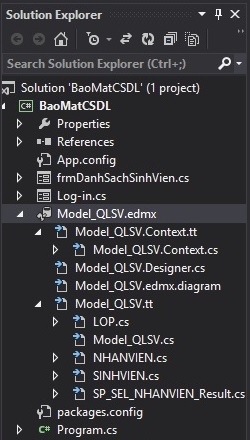 Solution Explorer
Search Solution Explorer (Ctrl+;)
Solution 'BaoMatCSDL' (1 project)
C# BaoMatCSDL
Properties
References
App.config
frmDanhSachSinhVien.cs
Log-in.cs
Model_QLSV.edmx
Model_QLSV.Context.tt
Model_QLSV.Context.cs
Model_QLSV.Designer.cs
Model_QLSV.edmx.diagram
Model_QLSV.tt
LOP.cs
Model_QLSV.cs
NHANVIEN.cs
SINHVIEN.cs
SP_SEL_NHANVIEN_Result.cs
packages.config
C# Program.cs